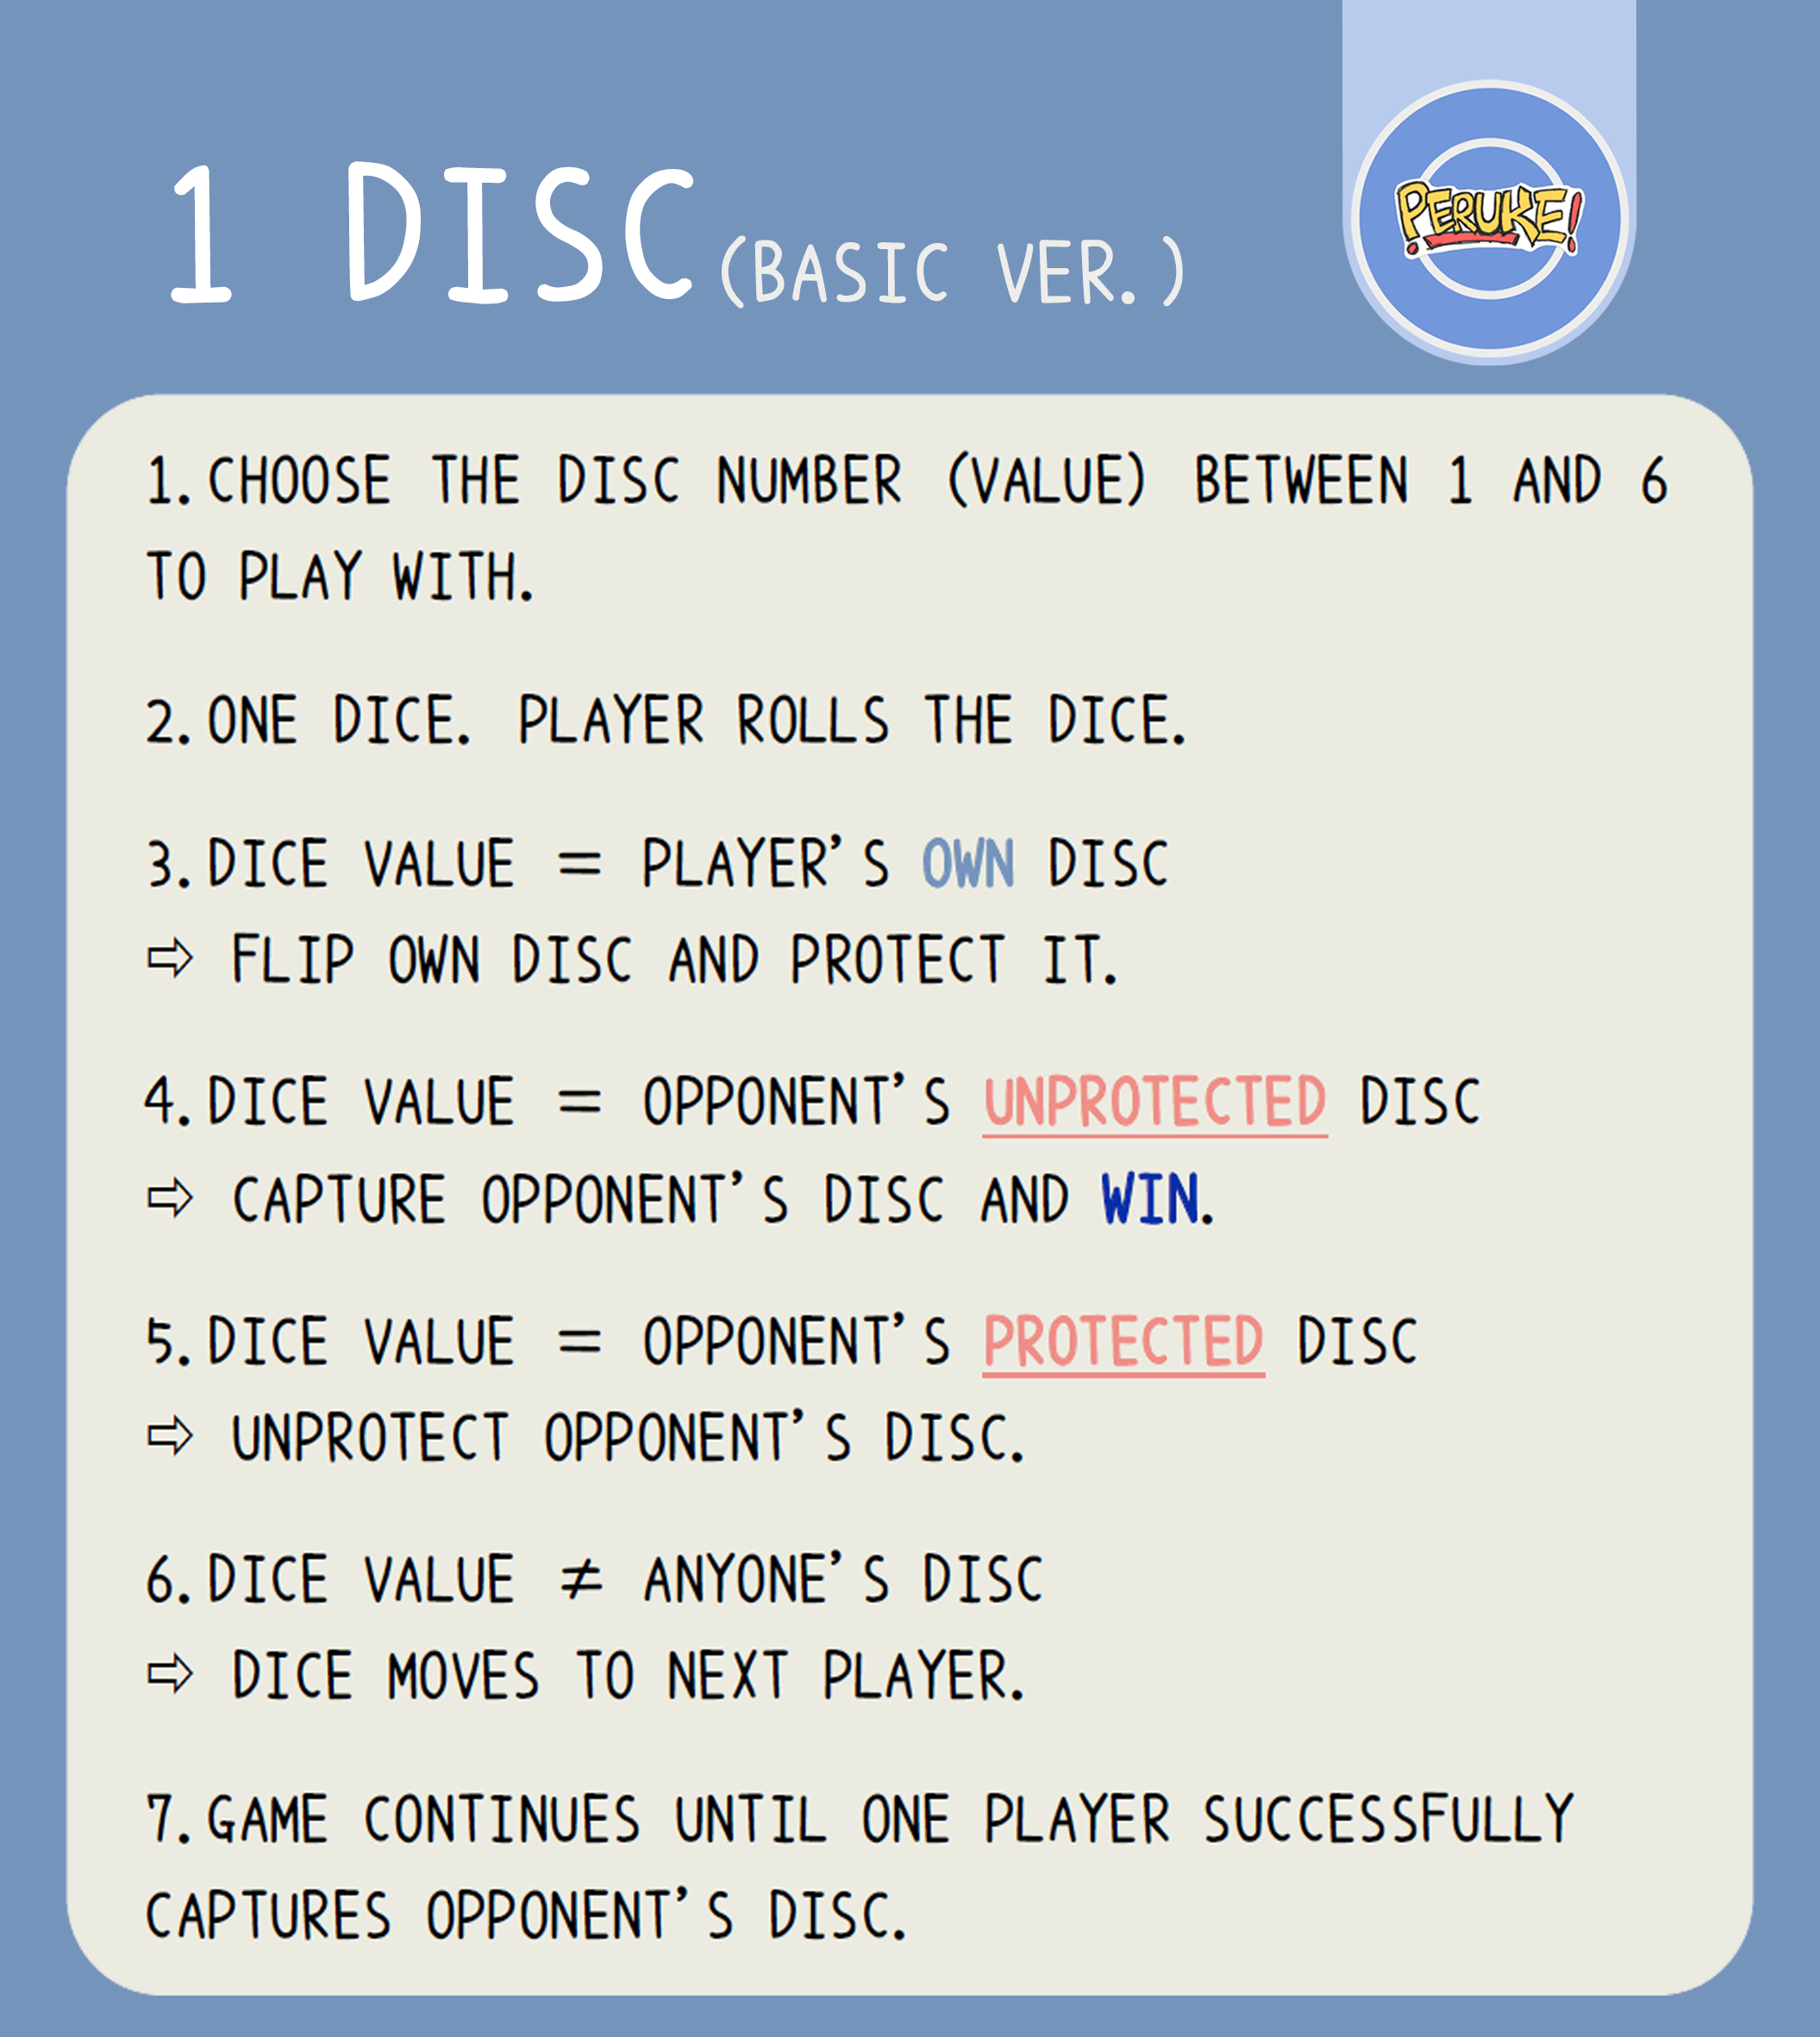 1 DISC (BASIC VER. )
PERUKE!
1. CHOOSE THE DISC NUMBER (VALUE) BETWEEN 1 AND 6
TO PLAY WITH.
2. ONE DICE. PLAYER ROLLS THE DICE.
3. DICE VALUE = PLAYER'S OWN DISC
⇨ FLIP OWN DISC AND PROTECT IT.
4. DICE VALUE = OPPONENT'S UNPROTECTED DISC
⇨ CAPTURE OPPONENT'S DISC AND WIN.
5. DICE VALUE = OPPONENT'S PROTECTED DISC
⇨ UNPROTECT OPPONENT'S DISC.
6. DICE VALUE ≠ ANYONE'S DISC
⇨ DICE MOVES TO NEXT PLAYER.
7. GAME CONTINUES UNTIL ONE PLAYER SUCCESSFULLY
CAPTURES OPPONENT'S DISC.